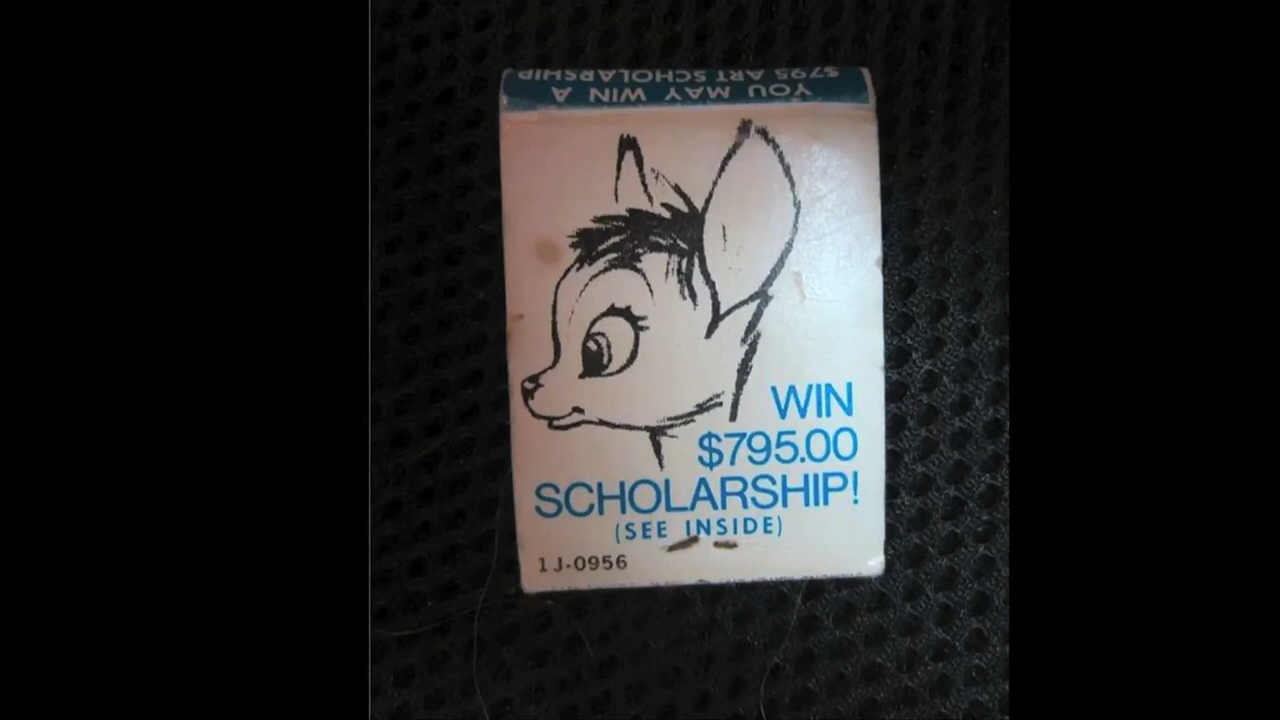 YOU MAY WIN A
$795 ART SCHOLARSHIP
WIN
$795.00
SCHOLARSHIP!
(SEE INSIDE)
1J-0956